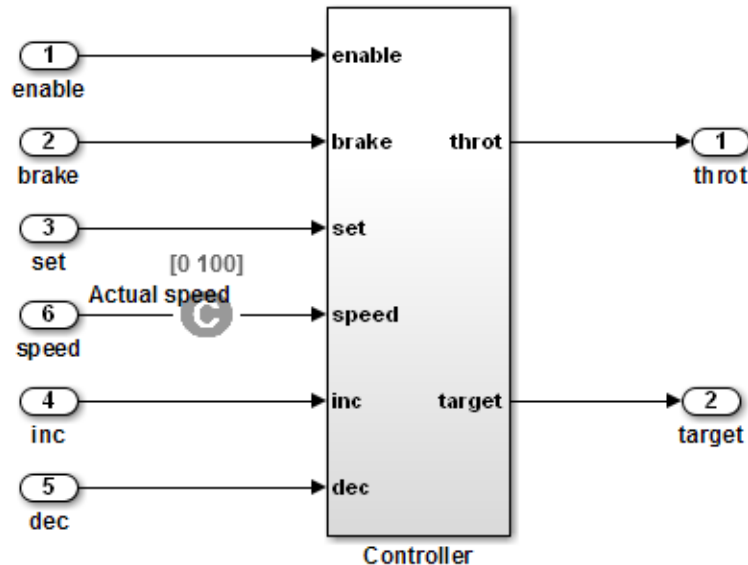 1
enable
enable
2
brake
brake
throt
1
throt
3
set
set
[0 100]
Actual speed
6
C
speed
speed
4
inc
inc
target
2
target
5
dec
dec
Controller